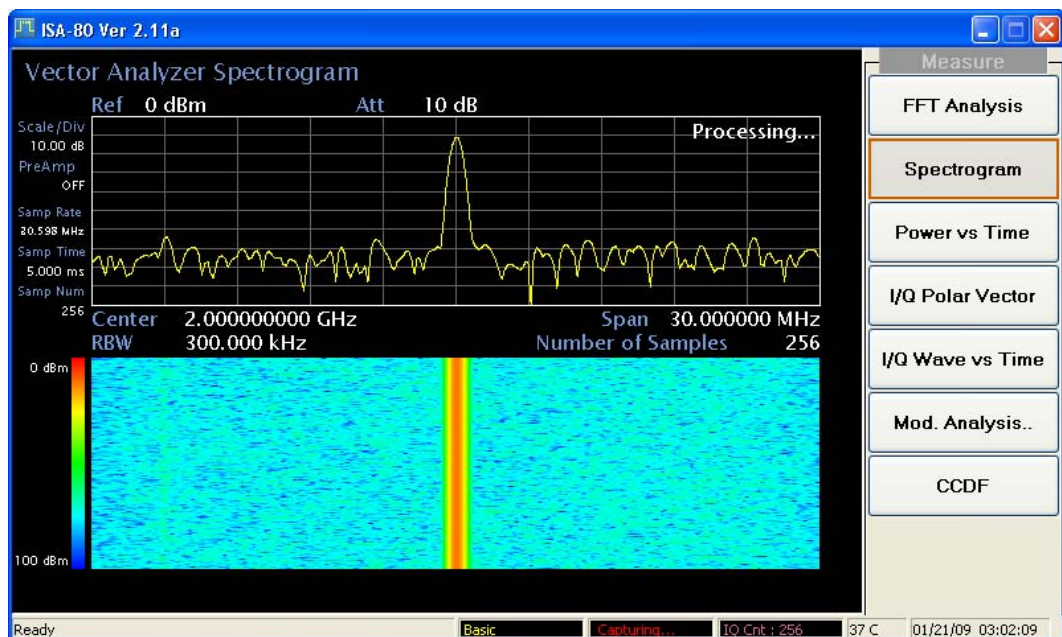 ISA-80 Ver 2.11a
Vector Analyzer Spectrogram
Ref 0 dBm Att 10 dB
Processing...
Scale/Div
10.00 dB
PreAmp
OFF
Samp Rate
20.598 MHz
Samp Time
5.000 ms
Samp Num
256
Center 2.000000000 GHz Span 30.000000 MHz
RBW 300.000 kHz Number of Samples 256
0 dBm
100 dBm
Measure
FFT Analysis
Spectrogram
Power vs Time
I/Q Polar Vector
I/Q Wave vs Time
Mod. Analysis..
CCDF
Ready Basic Capturing... IQ Cnt : 256 37 C 01/21/09 03:02:09